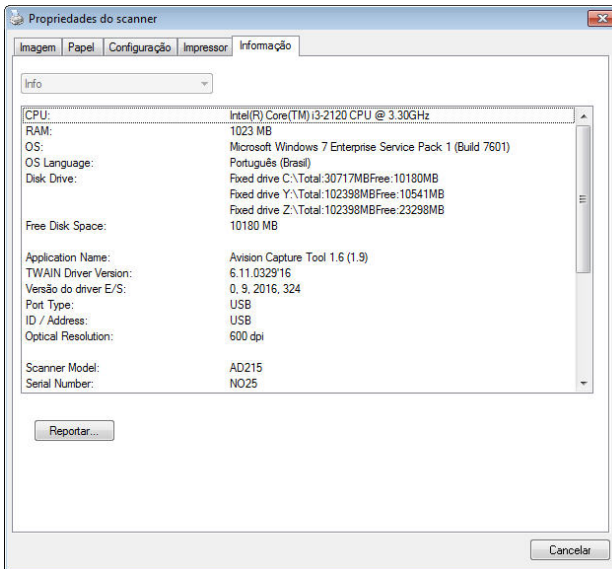 Propriedades do scanner
Imagem Papel Configuração Impressor Informação
Info
CPU: Intel(R) Core(TM) i3-2120 CPU @ 3.30GHz
RAM: 1023 MB
OS: Microsoft Windows 7 Enterprise Service Pack 1 (Build 7601)
OS Language: Português (Brasil)
Disk Drive: Fixed drive C:\Total:30717MBFree:10180MB
Fixed drive Y:\Total:102398MBFree:10541MB
Fixed drive Z:\Total:102398MBFree:23298MB
Free Disk Space: 10180 MB
Application Name: Avision Capture Tool 1.6 (1.9)
TWAIN Driver Version: 6.11.0329'16
Versão do driver E/S: 0, 9, 2016, 324
Port Type: USB
ID / Address: USB
Optical Resolution: 600 dpi
Scanner Model: AD215
Serial Number: NO25
Reportar...
Cancelar